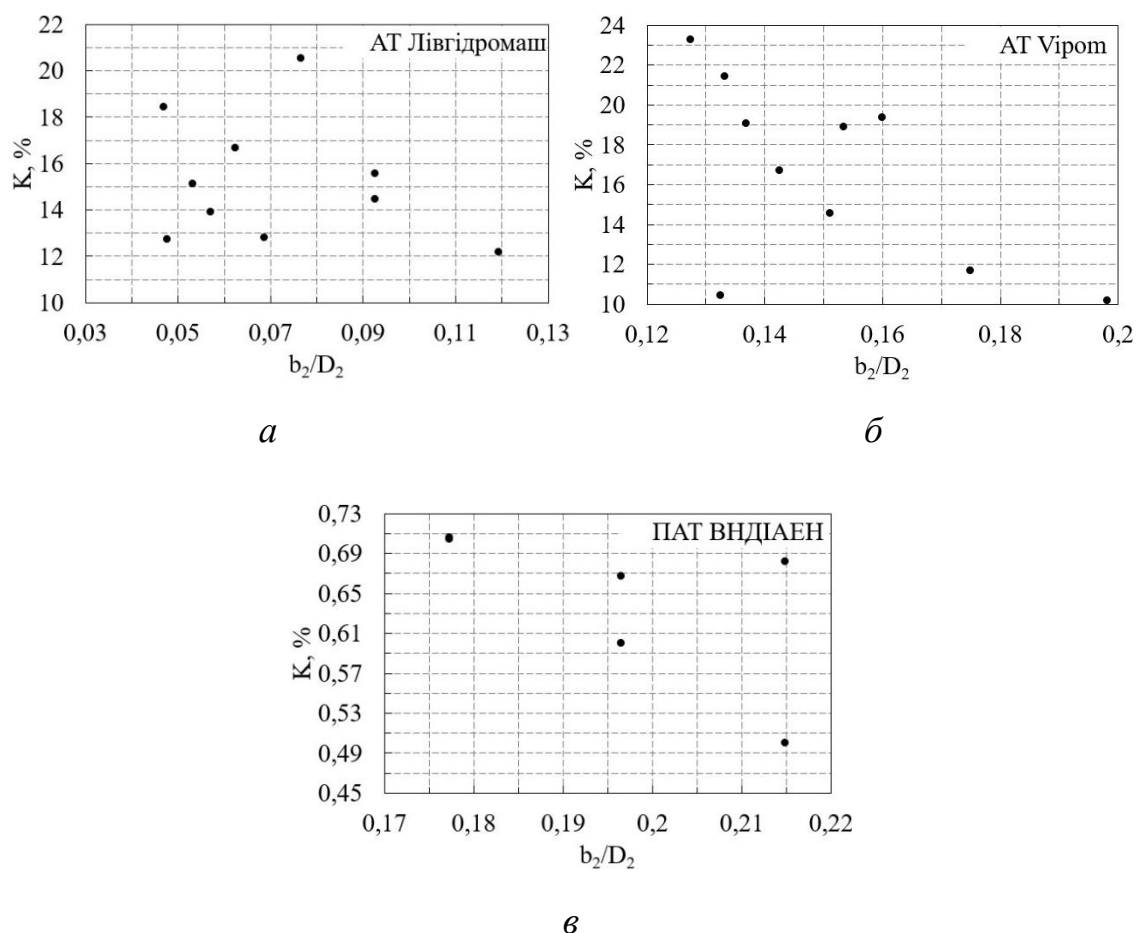 АТ Лівгідромаш
22
20
18
16
14
12
10
K, %
0,03 0,05 0,07 0,09 0,11 0,13
b₂/D₂
а
АТ Vipom
24
22
20
18
16
14
12
10
K, %
0,12 0,14 0,16 0,18 0,2
b₂/D₂
б
ПАТ ВНДІАЕН
0,73
0,69
0,65
0,61
0,57
0,53
0,49
0,45
K, %
0,17 0,18 0,19 0,2 0,21 0,22
b₂/D₂
в